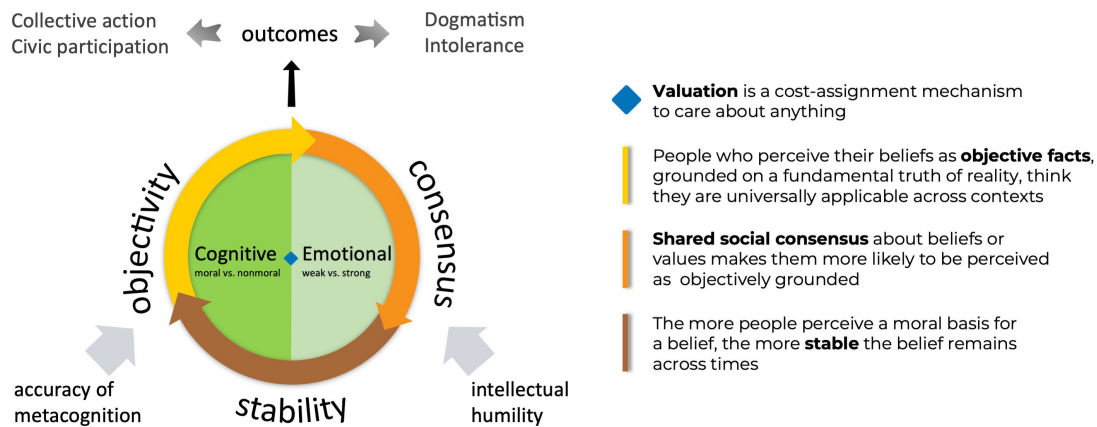 Collective action
Civic participation
outcomes
Dogmatism
Intolerance
objectivity
consensus
stability
Cognitive
moral vs. nonmoral
Emotional
weak vs. strong
accuracy of
metacognition
intellectual
humility
Valuation is a cost-assignment mechanism
to care about anything
People who perceive their beliefs as objective facts,
grounded on a fundamental truth of reality, think
they are universally applicable across contexts
Shared social consensus about beliefs or
values makes them more likely to be perceived
as objectively grounded
The more people perceive a moral basis for
a belief, the more stable the belief remains
across times